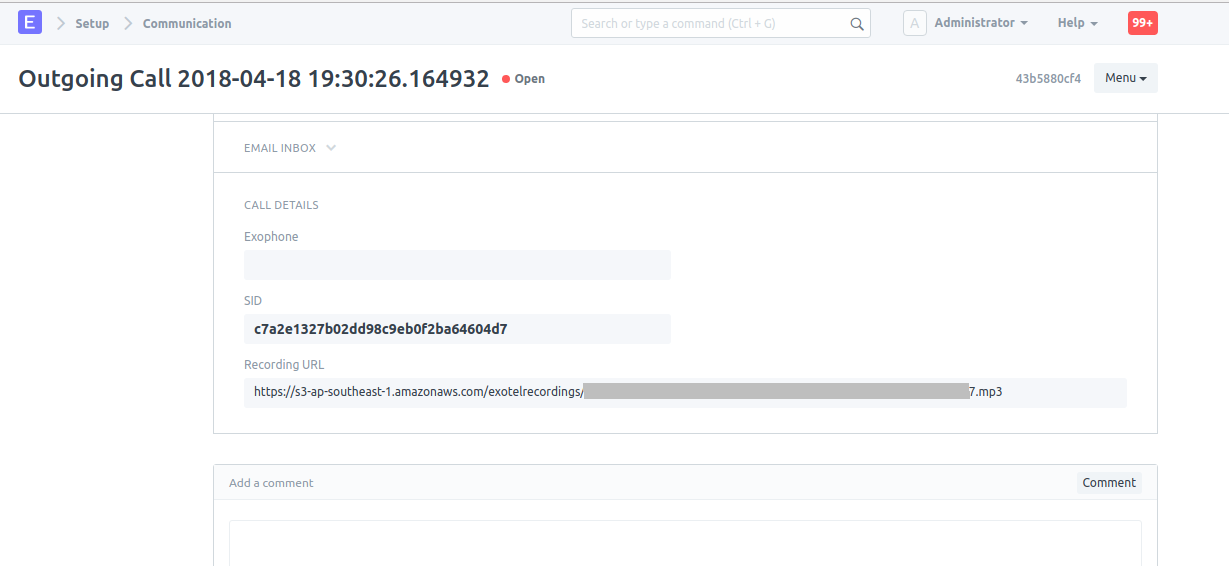 E Setup Communication Search or type a command (Ctrl + G) A Administrator Help 99+
Outgoing Call 2018-04-18 19:30:26.164932 Open 43b5880cf4 Menu
EMAIL INBOX
CALL DETAILS
Exophone
SID
c7a2e1327b02dd98c9eb0f2ba64604d7
Recording URL
https://s3-ap-southeast-1.amazonaws.com/exotelrecordings/ 7.mp3
Add a comment Comment